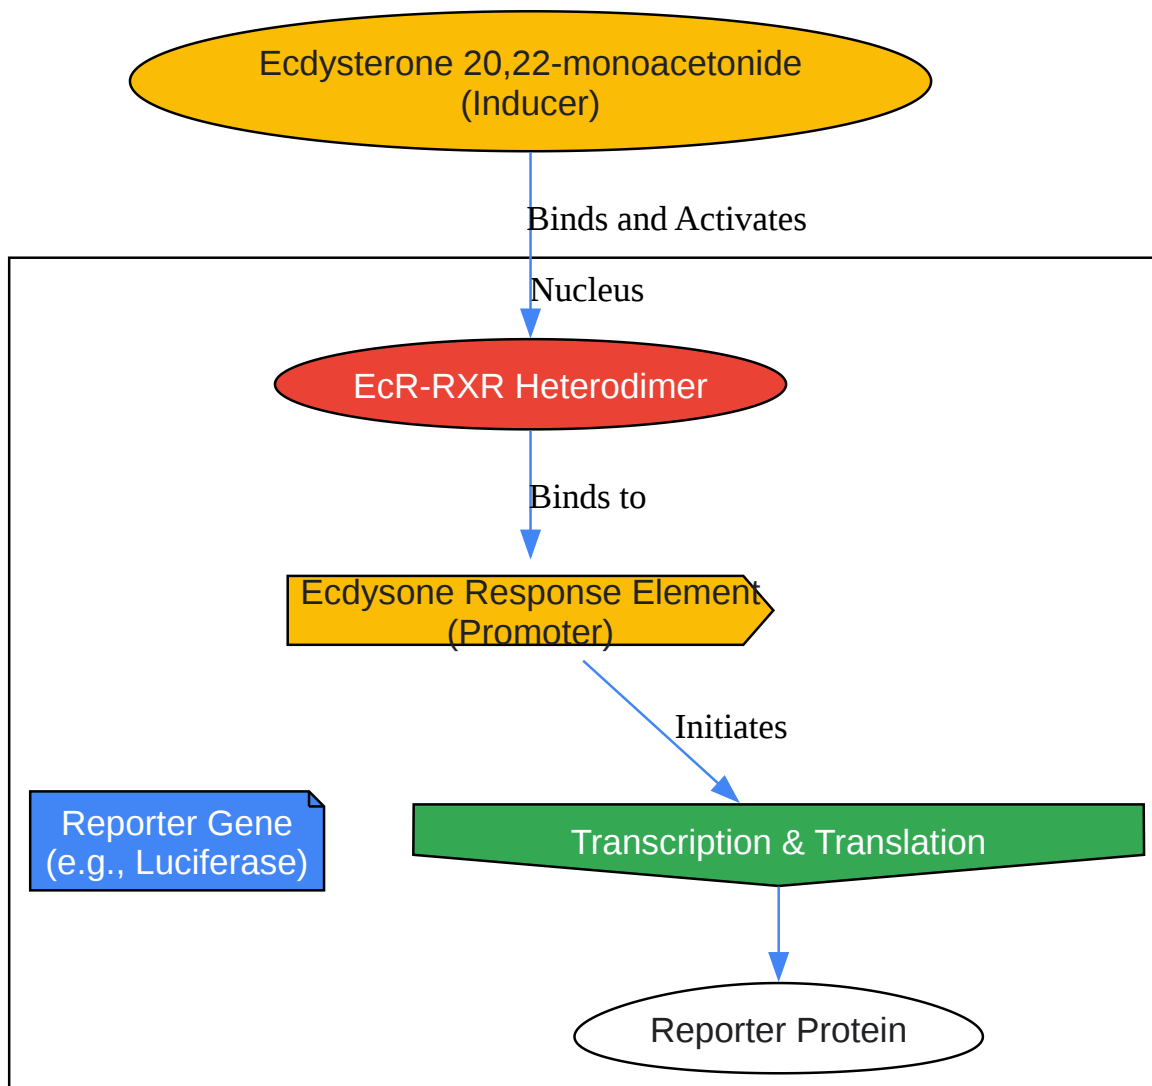 Ecdysterone 20,22-monoacetonide
(Inducer)
Binds and Activates
Nucleus
EcR-RXR Heterodimer
Binds to
Ecdysone Response Element
(Promoter)
Initiates
Reporter Gene
(e.g., Luciferase)
Transcription & Translation
Reporter Protein